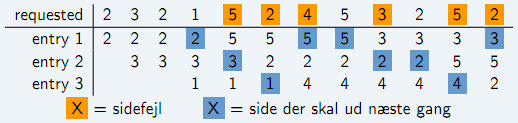 requested 2 3 2 1 5 2 4 5 3 2 5 2
entry 1 2 2 2 2 5 5 5 5 3 3 3 3
entry 2 3 3 3 3 2 2 2 2 2 5 5
entry 3 1 1 1 4 4 4 4 4 2
X = sidefejl X = side der skal ud næste gang